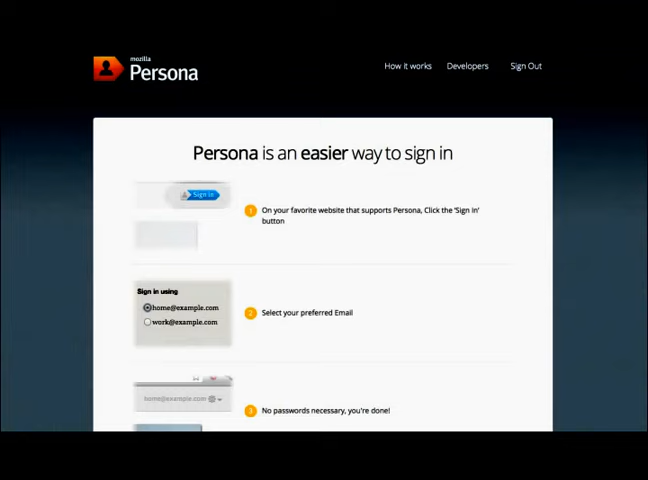 mozilla
Persona
How it works
Developers
Sign Out
Persona is an easier way to sign in
Sign in
1
On your favorite website that supports Persona, Click the 'Sign In'
button
Sign in using
home@example.com
2
Select your preferred Email
work@example.com
home@example.com
3
No passwords necessary, you're done!